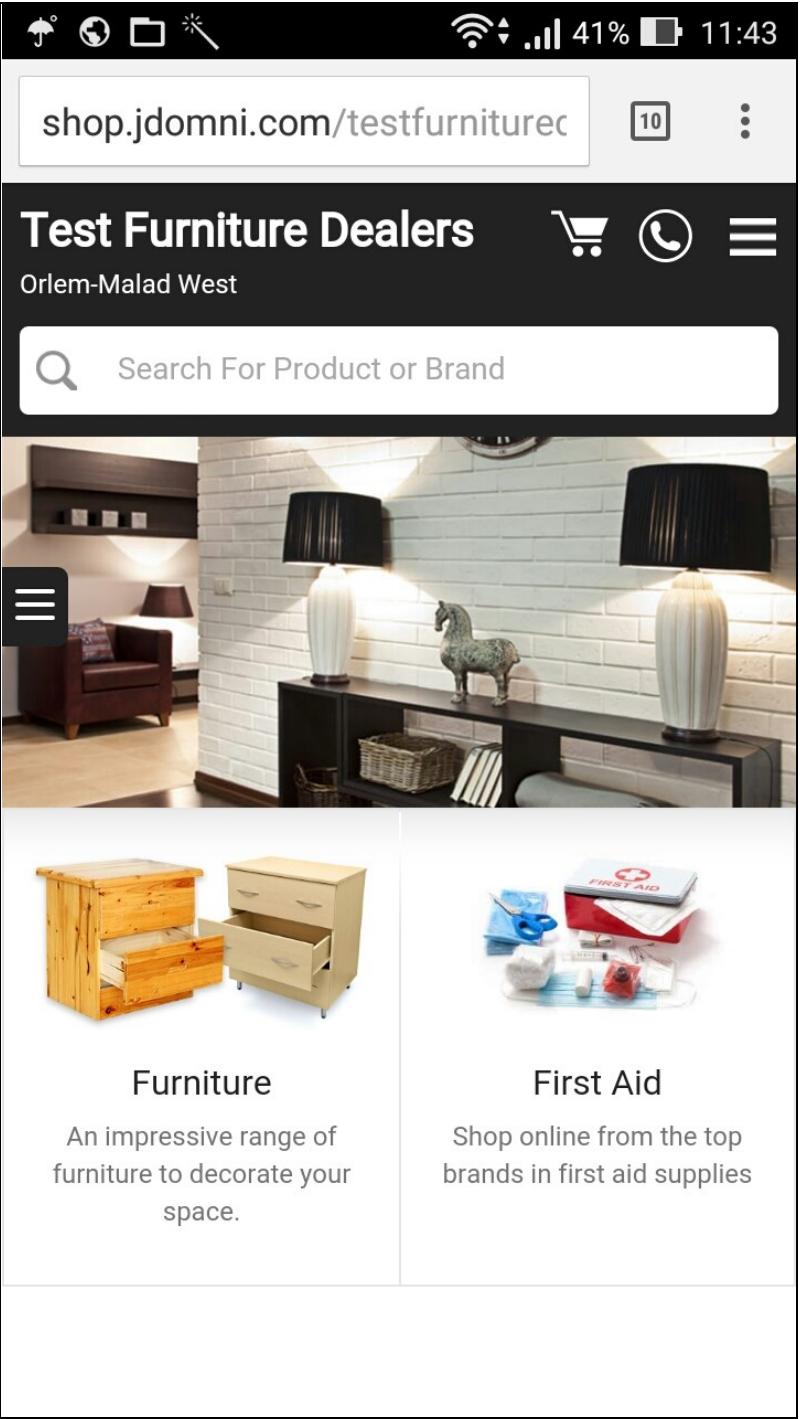 41% 11:43
shop.jdomni.com/testfurniturec
10
Test Furniture Dealers
Orlem-Malad West
Search For Product or Brand
FIRST AID
Furniture
First Aid
An impressive range of
furniture to decorate your
space.
Shop online from the top
brands in first aid supplies